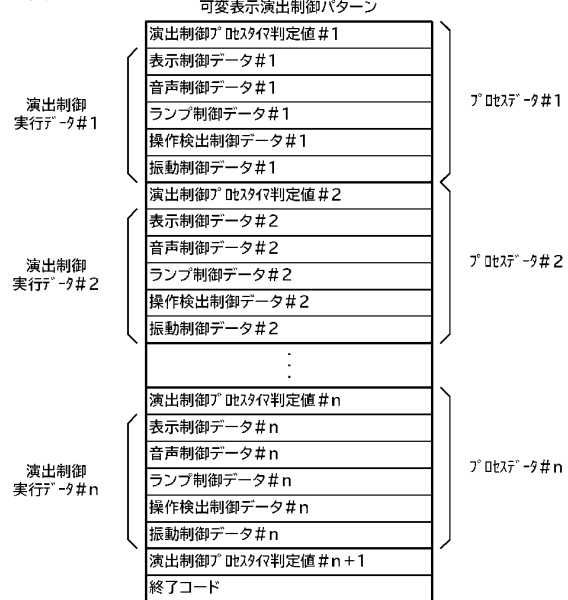 可変表示演出制御パターン
演出制御プロセスタイマ判定値#1
表示制御データ#1
音声制御データ#1
ランプ制御データ#1
操作検出制御データ#1
振動制御データ#1
演出制御
実行データ#1
プロセスデータ#1
演出制御プロセスタイマ判定値#2
表示制御データ#2
音声制御データ#2
ランプ制御データ#2
操作検出制御データ#2
振動制御データ#2
演出制御
実行データ#2
プロセスデータ#2
⋮
演出制御プロセスタイマ判定値#n
表示制御データ#n
音声制御データ#n
ランプ制御データ#n
操作検出制御データ#n
振動制御データ#n
演出制御
実行データ#n
プロセスデータ#n
演出制御プロセスタイマ判定値#n+1
終了コード